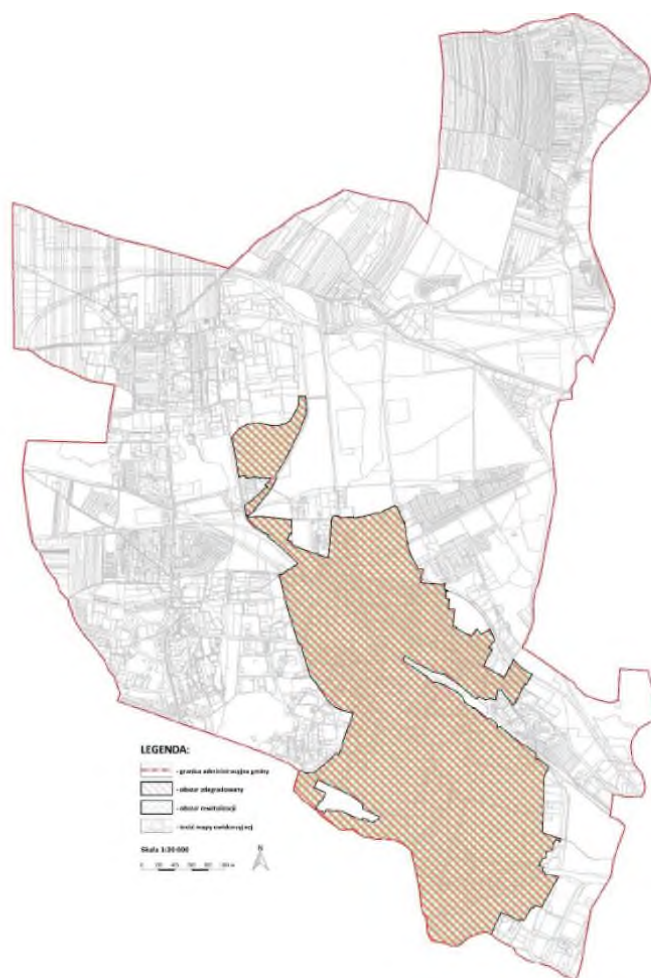 LEGENDA:
- granica administracyjna gminy
- obszar zdegradowany
- obszar rewitalizacji
- treść mapy ewidencyjnej
Skala 1:20 000
N